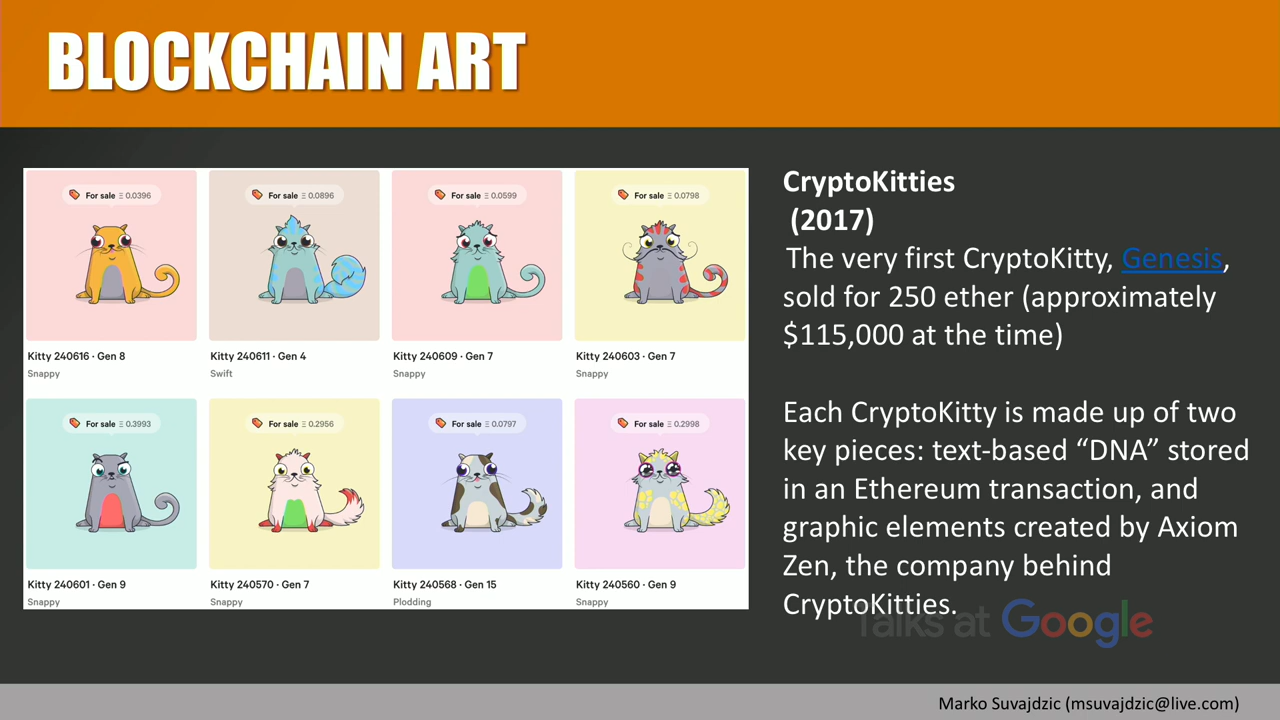 BLOCKCHAIN ART
For sale Ξ 0.0396
For sale Ξ 0.0896
For sale Ξ 0.0599
For sale Ξ 0.0798
Kitty 240616 · Gen 8
Kitty 240611 · Gen 4
Kitty 240609 · Gen 7
Kitty 240603 · Gen 7
Snappy
Swift
Snappy
Snappy
For sale Ξ 0.3993
For sale Ξ 0.2956
For sale Ξ 0.0797
For sale Ξ 0.2998
Kitty 240601 · Gen 9
Kitty 240570 · Gen 7
Kitty 240568 · Gen 15
Kitty 240560 · Gen 9
Snappy
Snappy
Plodding
Snappy
CryptoKitties
(2017)
The very first CryptoKitty, Genesis,
sold for 250 ether (approximately
$115,000 at the time)
Each CryptoKitty is made up of two
key pieces: text-based “DNA” stored
in an Ethereum transaction, and
graphic elements created by Axiom
Zen, the company behind
CryptoKitties.
Talks at Google
Marko Suvajdzic (msuvajdzic@live.com)